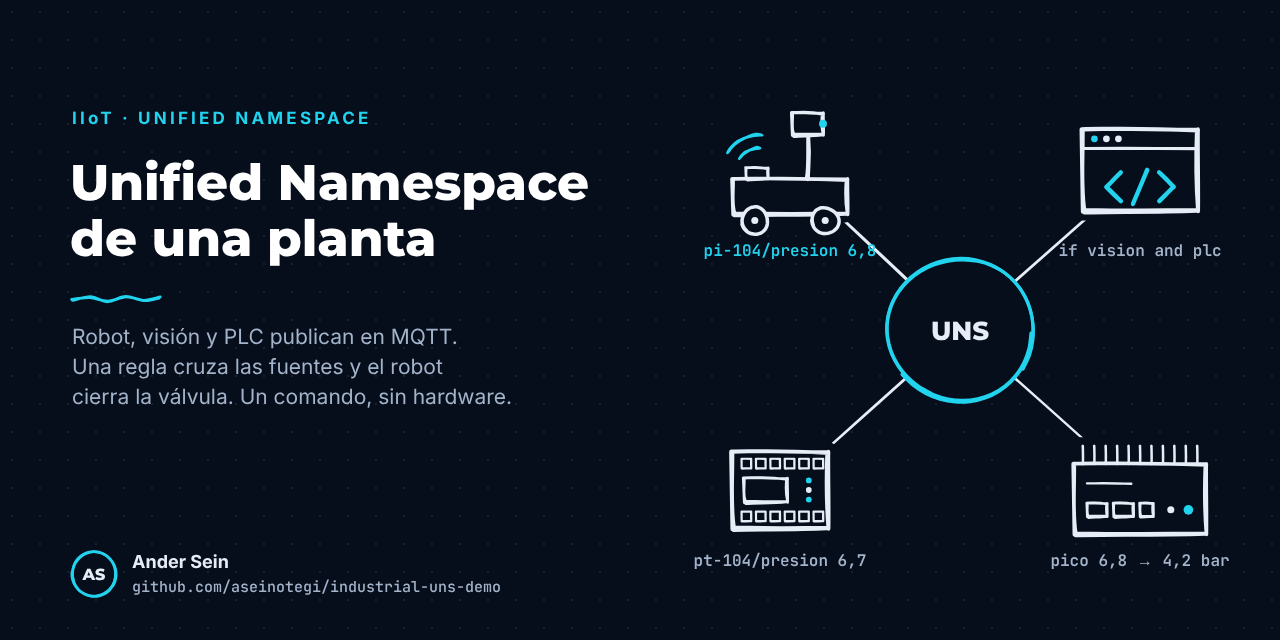 IIoT · UNIFIED NAMESPACE
Unified Namespace
de una planta
Robot, visión y PLC publican en MQTT.
Una regla cruza las fuentes y el robot
cierra la válvula. Un comando, sin hardware.
AS
Ander Sein
github.com/aseinotegi/industrial-uns-demo
pi-104/presion 6,8
</>
if vision and plc
UNS
pt-104/presion 6,7
pico 6,8 → 4,2 bar